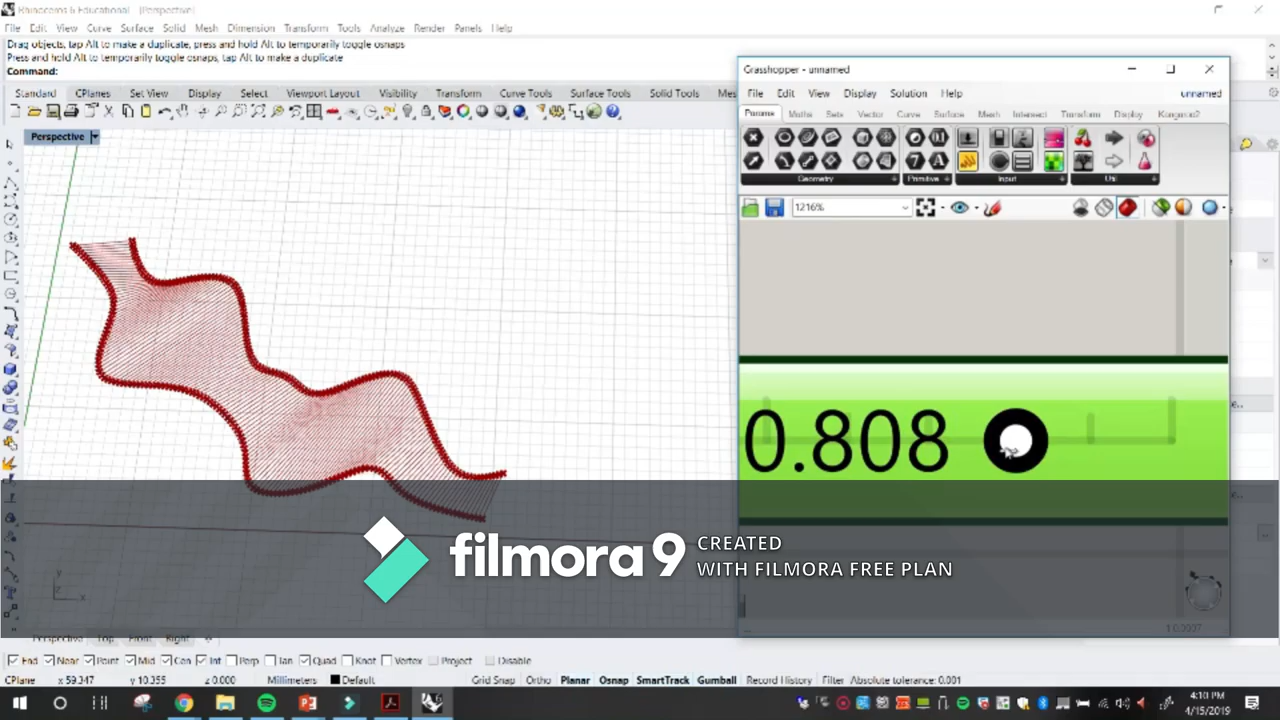 Rhinoceros 6 Educational - [Perspective]
File Edit View Curve Surface Solid Mesh Dimension Transform Tools Analyze Render Panels Help
Drag objects, tap Alt to make a duplicate, press and hold Alt to temporarily toggle osnaps
Press and hold Alt to temporarily toggle osnaps, tap Alt to make a duplicate
Command:
Standard CPlanes Set View Display Select Viewport Layout Visibility Transform Curve Tools Surface Tools Solid Tools Mes
Perspective
Grasshopper - unnamed
File Edit View Display Solution Help unnamed
Params Maths Sets Vector Curve Surface Mesh Intersect Transform Display Kangaroo2
Geometry Primitive Input Util
1216%
0.808
filmora 9 CREATED
WITH FILMORA FREE PLAN
y
z x
1.0.0007
Perspective Top Front Right
End Near Point Mid Cen Int Perp Tan Quad Knot Vertex Project Disable
CPlane x 59.347 y 10.355 z 0.000 Millimeters Default Grid Snap Ortho Planar Osnap SmartTrack Gumball Record History Filter Absolute tolerance: 0.001
4:10 PM
4/15/2019